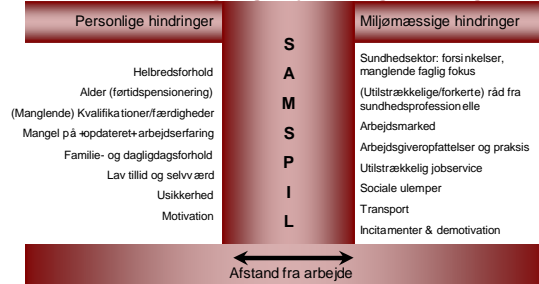 Personlige hindringer
Helbredsforhold
Alder (førtidspensionering)
(Manglende) Kvalifikationer/færdigheder
Mangel på +opdateret+ arbejdserfaring
Familie- og dagligdagsforhold
Lav tillid og selvværd
Usikkerhed
Motivation
S
A
M
S
P
I
L
Miljømæssige hindringer
Sundhedsektor: forsinkelser,
manglende faglig fokus
(Utilstrækkelige/forkerte) råd fra
sundhedsprofessionelle
Arbejdsmarked
Arbejdsgiveropfattelser og praksis
Utilstrækkelig jobservice
Sociale ulemper
Transport
Incitamenter & demotivation
Afstand fra arbejde